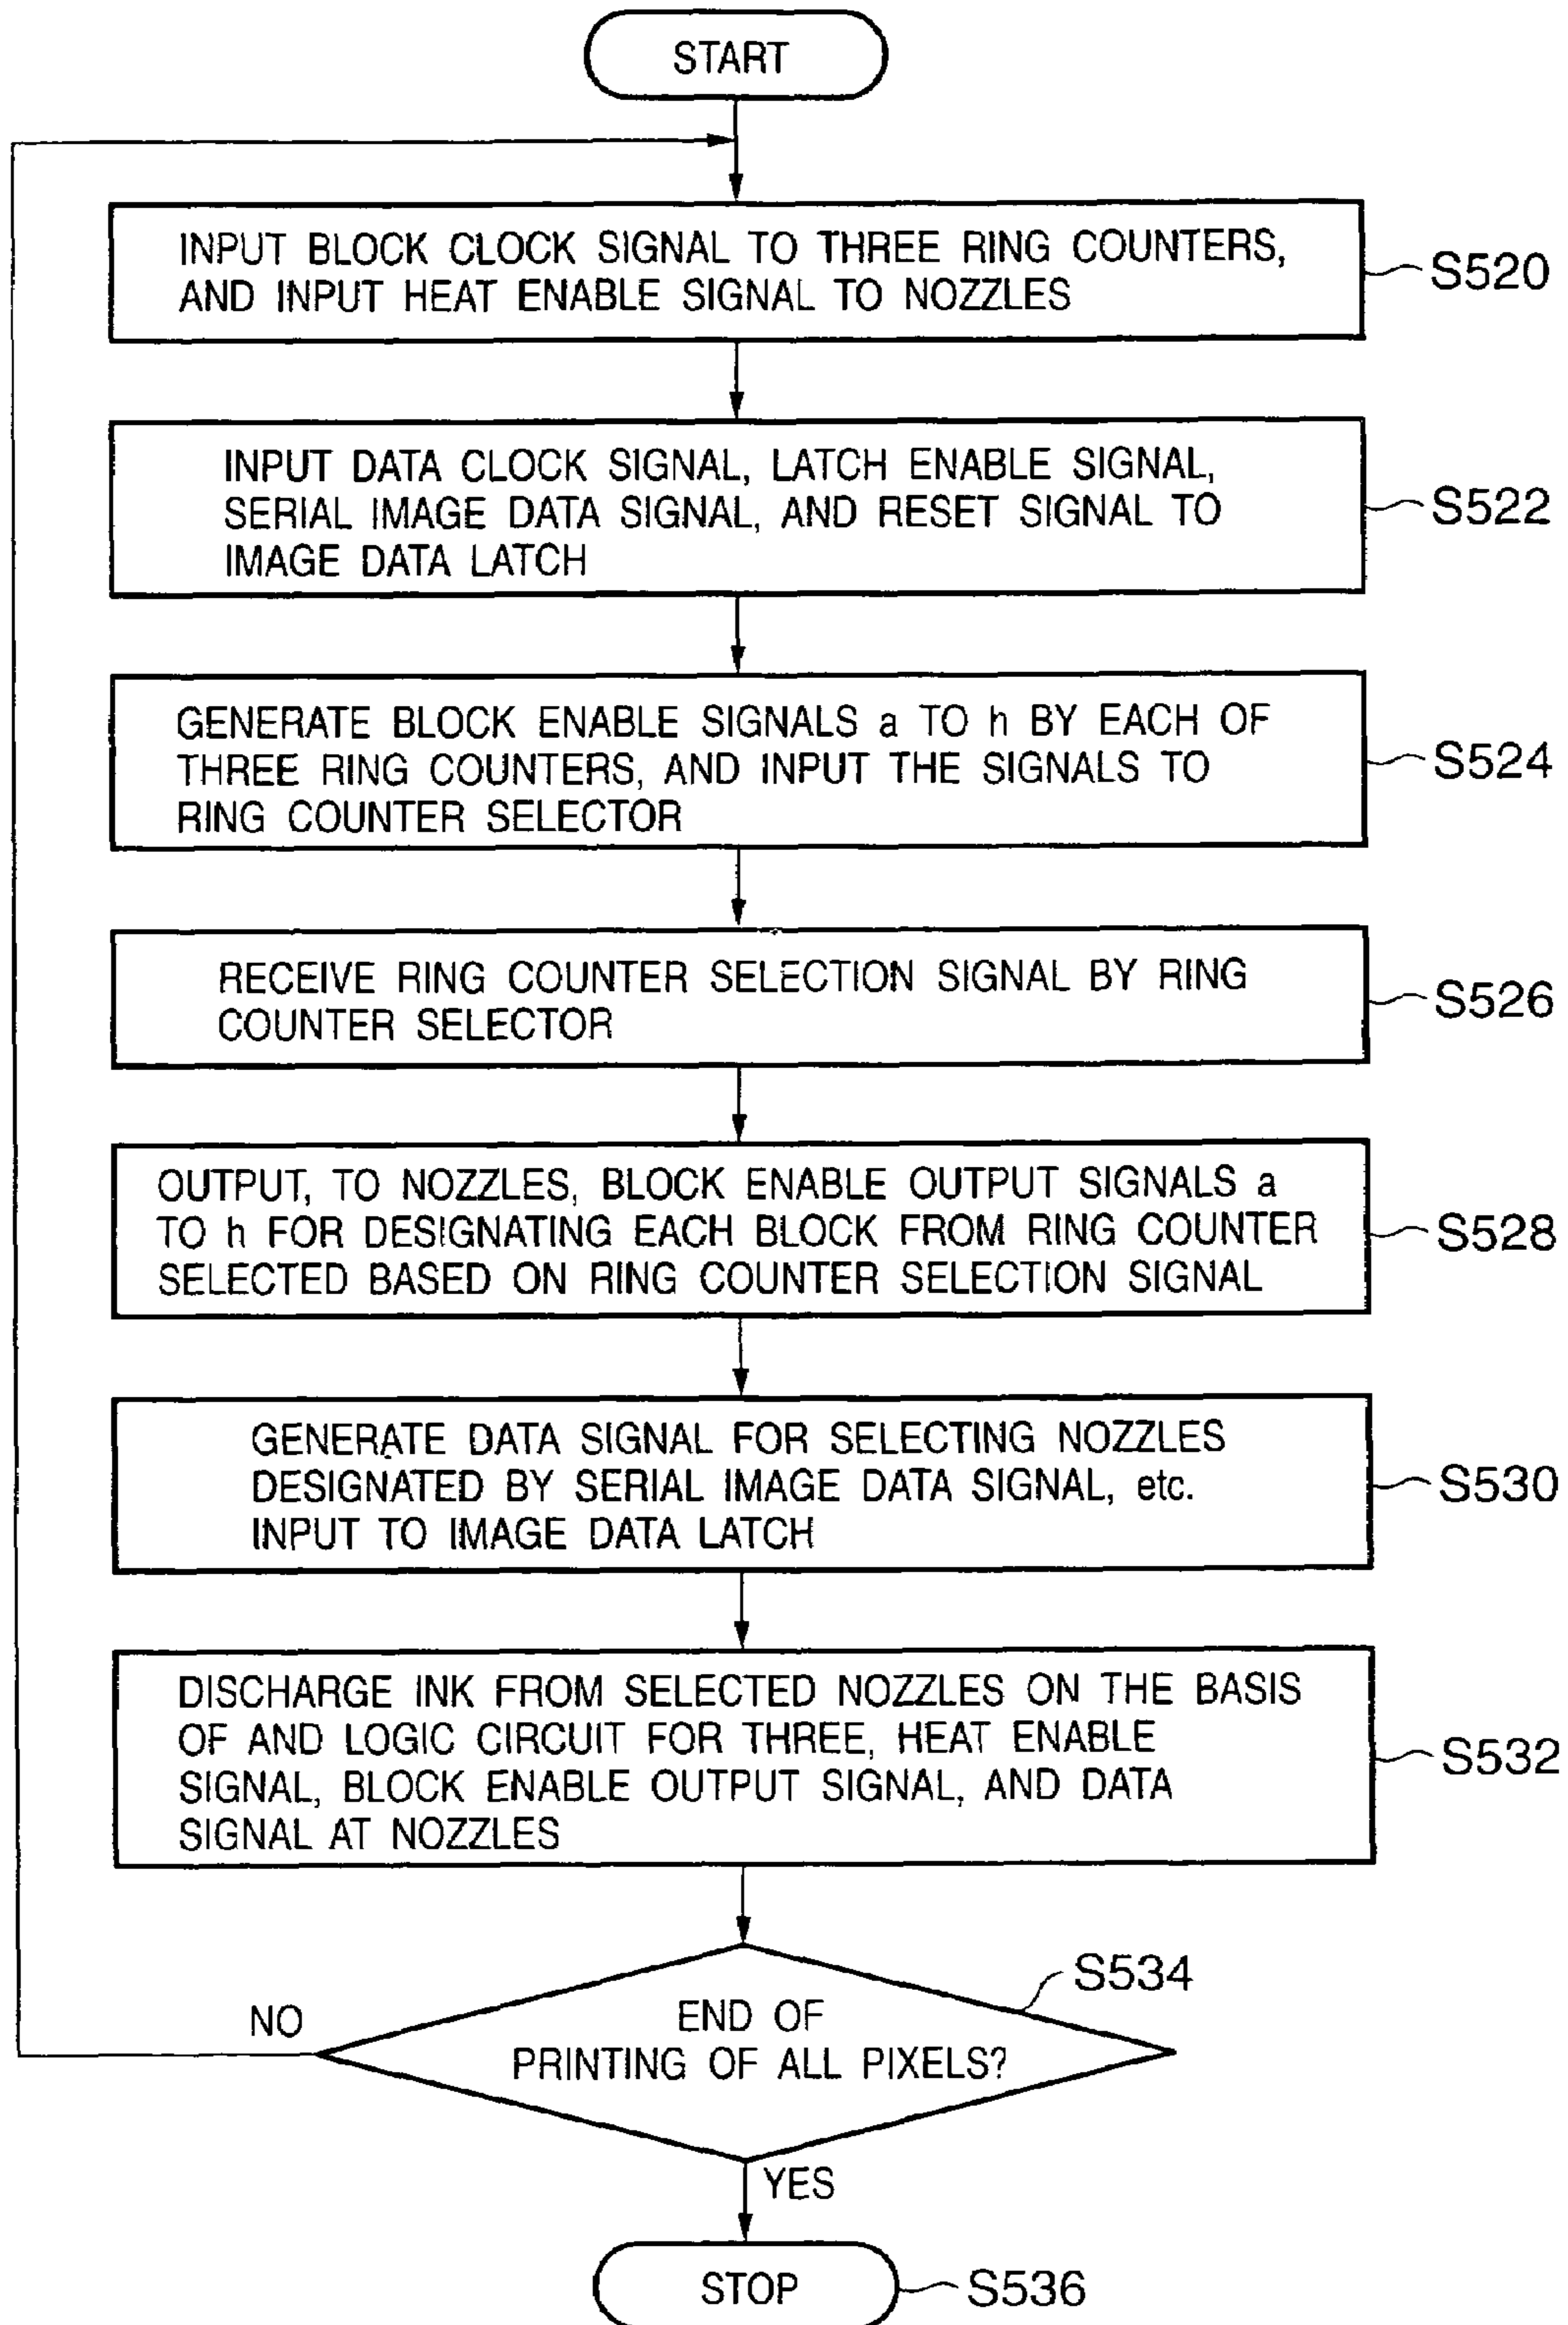 START
INPUT BLOCK CLOCK SIGNAL TO THREE RING COUNTERS,
AND INPUT HEAT ENABLE SIGNAL TO NOZZLES
S520
INPUT DATA CLOCK SIGNAL, LATCH ENABLE SIGNAL,
SERIAL IMAGE DATA SIGNAL, AND RESET SIGNAL TO
IMAGE DATA LATCH
S522
GENERATE BLOCK ENABLE SIGNALS a TO h BY EACH OF
THREE RING COUNTERS, AND INPUT THE SIGNALS TO
RING COUNTER SELECTOR
S524
RECEIVE RING COUNTER SELECTION SIGNAL BY RING
COUNTER SELECTOR
S526
OUTPUT, TO NOZZLES, BLOCK ENABLE OUTPUT SIGNALS a
TO h FOR DESIGNATING EACH BLOCK FROM RING COUNTER
SELECTED BASED ON RING COUNTER SELECTION SIGNAL
S528
GENERATE DATA SIGNAL FOR SELECTING NOZZLES
DESIGNATED BY SERIAL IMAGE DATA SIGNAL, etc.
INPUT TO IMAGE DATA LATCH
S530
DISCHARGE INK FROM SELECTED NOZZLES ON THE BASIS
OF AND LOGIC CIRCUIT FOR THREE, HEAT ENABLE
SIGNAL, BLOCK ENABLE OUTPUT SIGNAL, AND DATA
SIGNAL AT NOZZLES
S532
S534
END OF
PRINTING OF ALL PIXELS?
NO
YES
STOP
S536